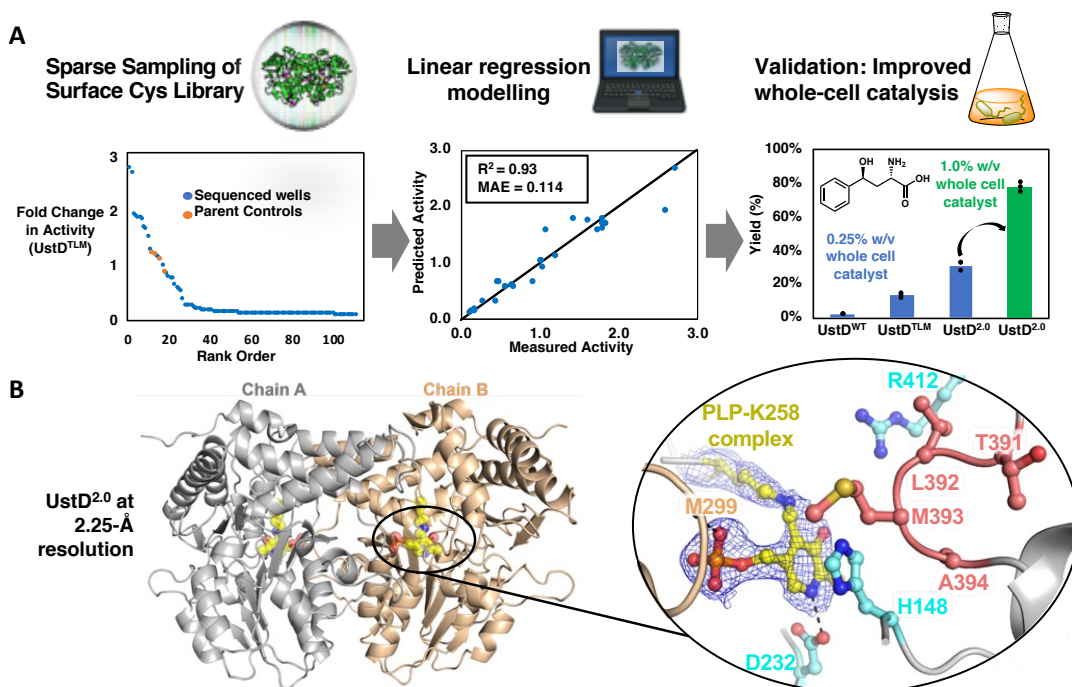 A
Sparse Sampling of
Surface Cys Library
Linear regression
modelling
Validation: Improved
whole-cell catalysis
Fold Change
in Activity
(UstD^TLM)
3
2
1
0
Sequenced wells
Parent Controls
0 20 40 60 80 100
Rank Order
Predicted Activity
3.0
2.0
1.0
0.0
R² = 0.93
MAE = 0.114
0.0 1.0 2.0 3.0
Measured Activity
Yield (%)
100%
80%
60%
40%
20%
0%
OH NH₂
OH
O
1.0% w/v
whole cell
catalyst
0.25% w/v
whole cell
catalyst
UstD^WT UstD^TLM UstD^2.0 UstD^2.0
B
Chain A Chain B
UstD^2.0 at
2.25-Å
resolution
R412
PLP-K258
complex
T391
L392
M299
M393
A394
H148
D232